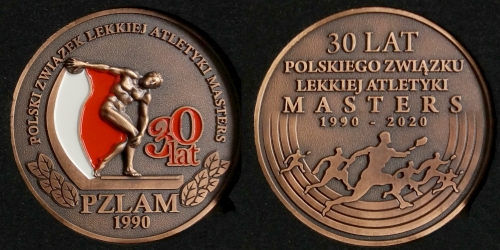 POLSKI ZWIĄZEK LEKKIEJ ATLETYKI MASTERS
30
lat
PZLAM
1990
30 LAT
POLSKIEGO ZWIĄZKU
LEKKIEJ ATLETYKI
MASTERS
1990 - 2020